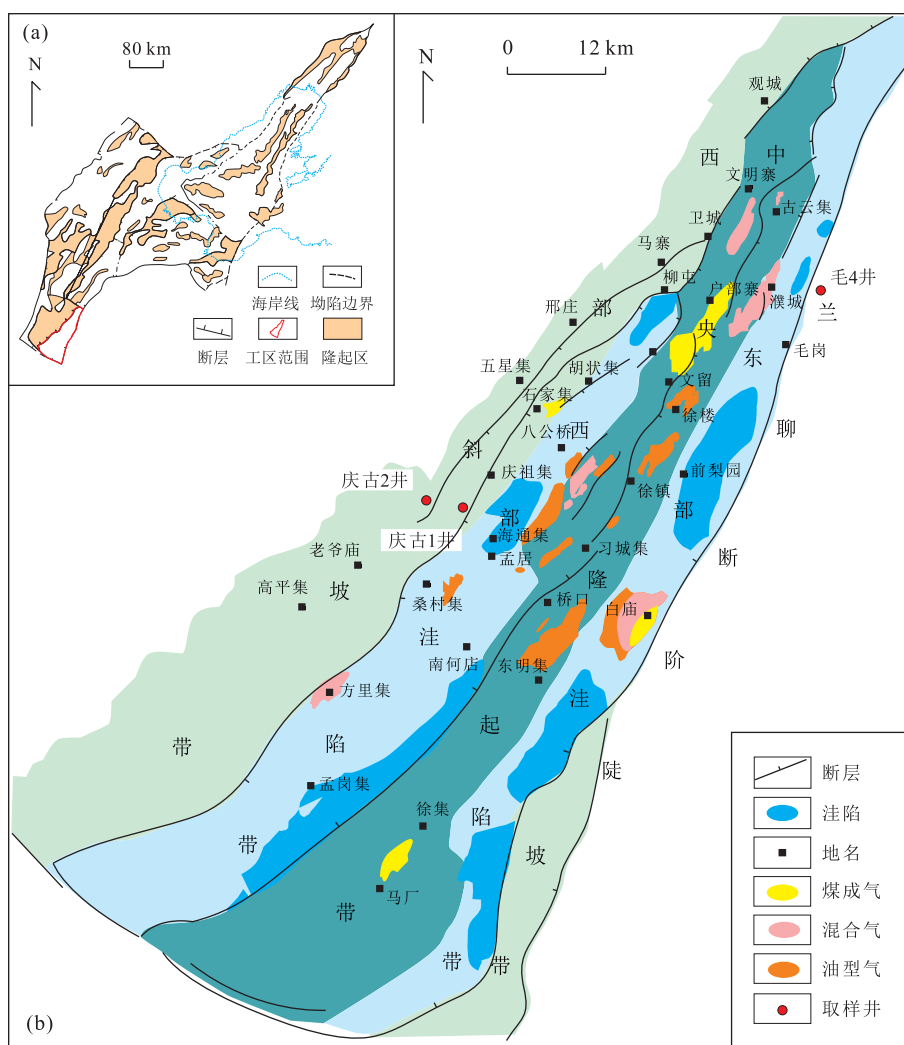 (a)
80 km
N
海岸线
坳陷边界
断层
工区范围
隆起区
0
12 km
N
观城
西
中
文明寨
古云集
卫城
马寨
柳屯
户部寨
濮城
毛4井
兰
邢庄
部
央
毛岗
东
五星集
胡状集
文留
石家集
徐楼
聊
八公桥
西
斜
庆祖集
前梨园
庆古2井
徐镇
部
部
庆古1井
海通集
习城集
断
老爷庙
孟居
隆
高平集
坡
桑村集
桥口
白庙
洼
南何店
东明集
阶
方里集
洼
起
带
陷
陡
孟岗集
徐集
陷
带
坡
马厂
带
带
带
(b)
断层
洼陷
地名
煤成气
混合气
油型气
取样井